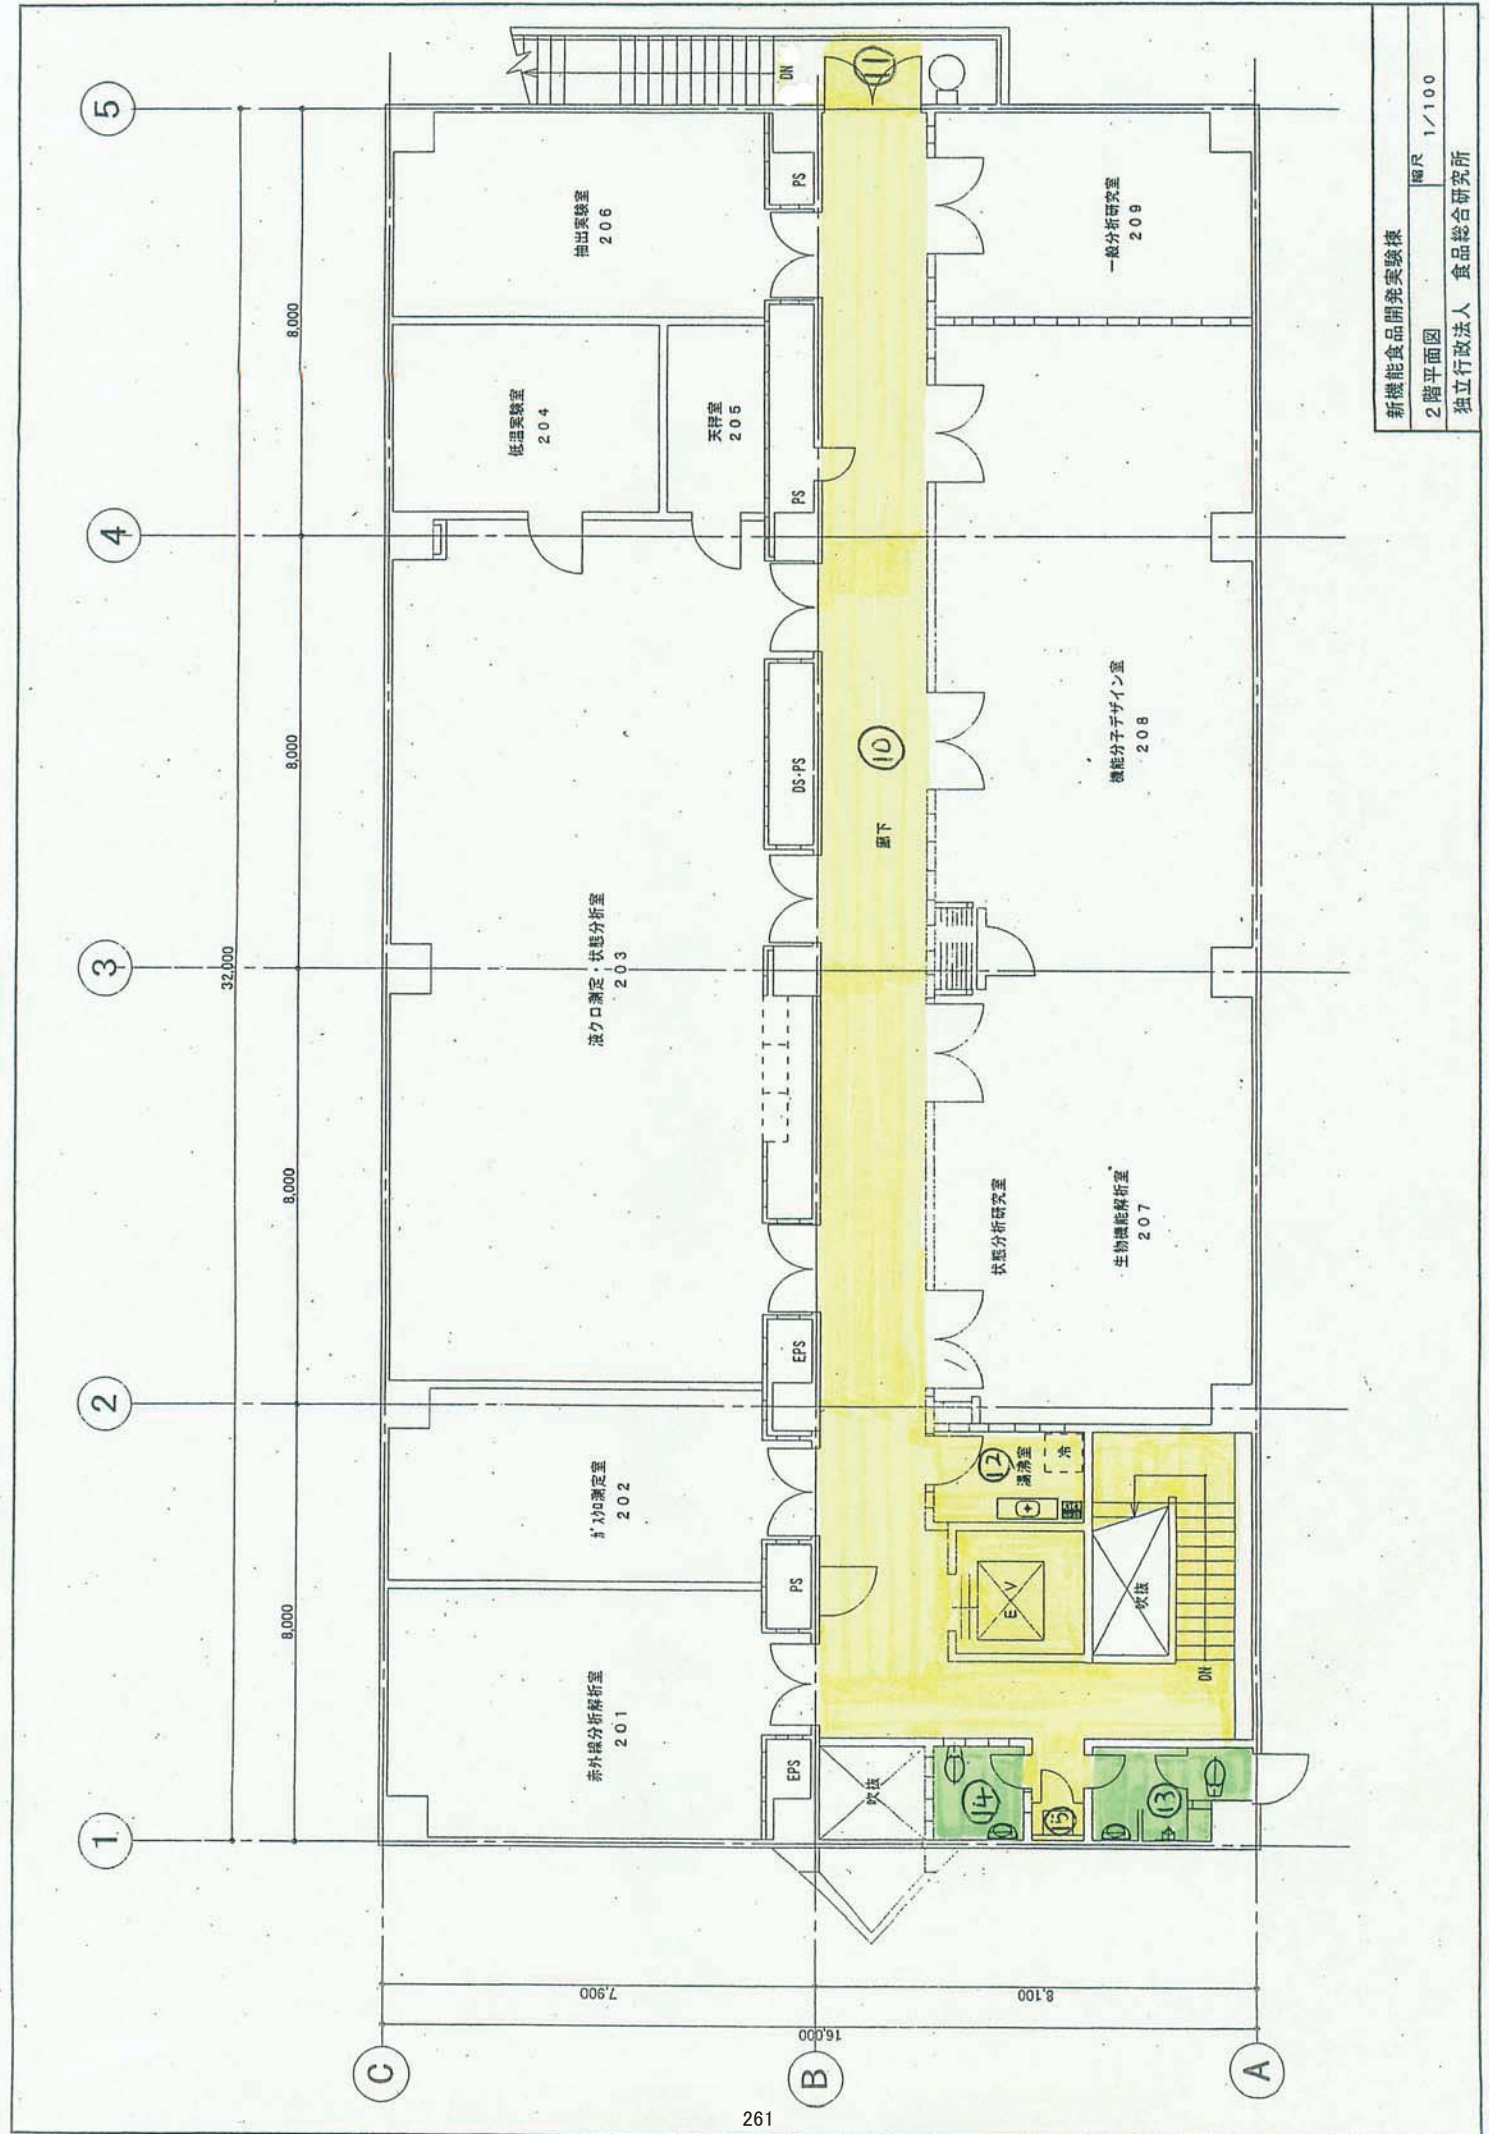 5
4
3
2
1
C
B
A
32,000
8,000
8,000
8,000
8,000
7,900
8,100
16,000
抽出実験室
206
低温実験室
204
天秤室
205
液クロ測定・状態分析室
203
ガスクロ測定室
202
赤外線分析解析室
201
PS
PS
DS・PS
EPS
PS
EPS
DN
11
10
廊下
一般分析研究室
209
機能分子デザイン室
208
状態分析研究室
生物機能解析室
207
12
湯沸室
冷
EV
吹抜
DN
吹抜
14
15
13
新機能食品開発実験棟
2階平面図
縮尺
1/100
独立行政法人 食品総合研究所
261